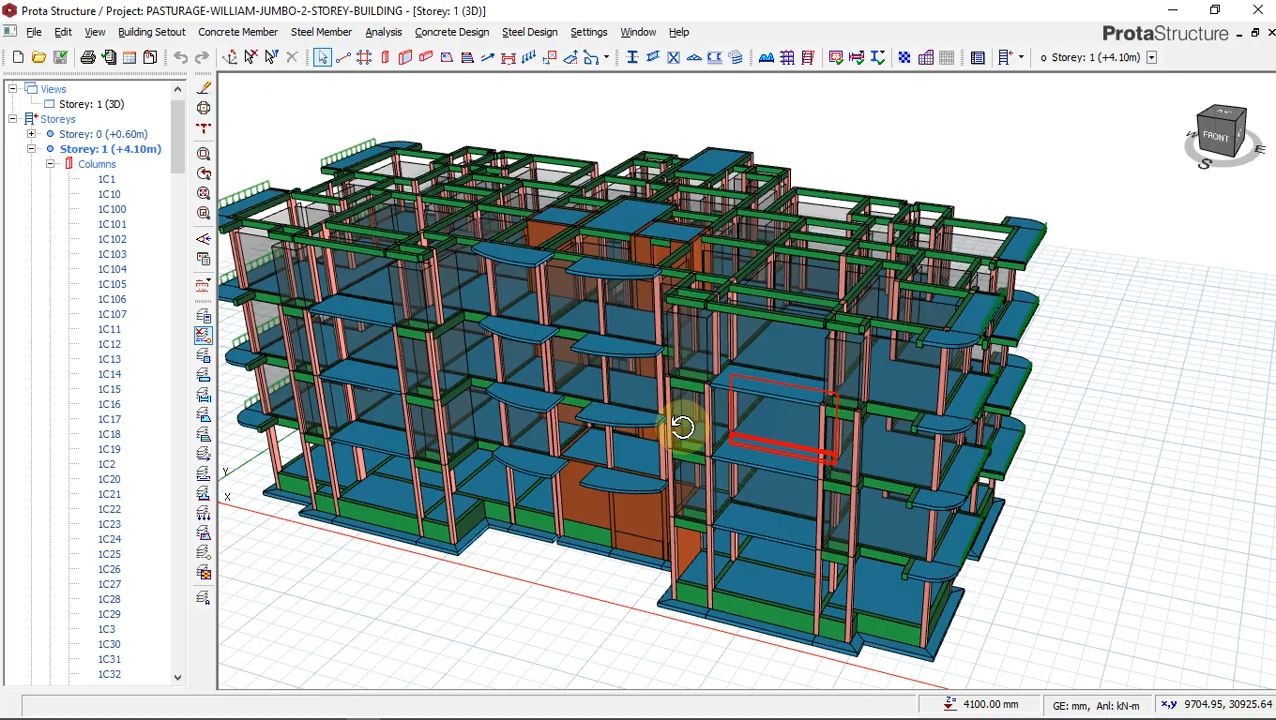 Prota Structure / Project: PASTURAGE-WILLIAM-JUMBO-2-STOREY-BUILDING - [Storey: 1 (3D)]
File Edit View Building Setout Concrete Member Steel Member Analysis Concrete Design Steel Design Settings Window Help
ProtaStructure
Storey: 1 (+4.10m)
Views
Storey: 1 (3D)
Storeys
Storey: 0 (+0.60m)
Storey: 1 (+4.10m)
Columns
1C1
1C10
1C100
1C101
1C102
1C103
1C104
1C105
1C106
1C107
1C11
1C12
1C13
1C14
1C15
1C16
1C17
1C18
1C19
1C2
1C20
1C21
1C22
1C23
1C24
1C25
1C26
1C27
1C28
1C29
1C3
1C30
1C31
1C32
W
FRONT
E
S
Y
X
Z= 4100.00 mm GE: mm, Anl: kN-m x,y 9704.95, 30925.64